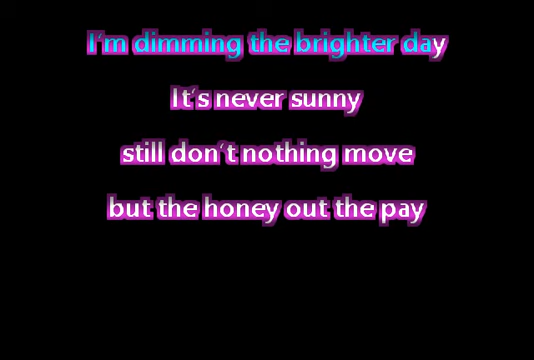 I'm dimming the brighter day
It's never sunny
still don't nothing move
but the honey out the pay